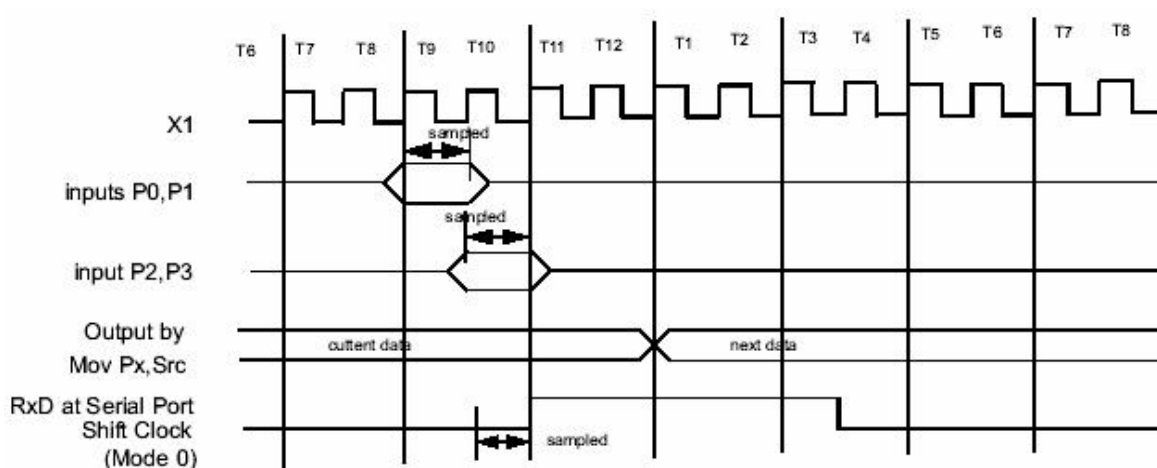 T6 T7 T8 T9 T10 T11 T12 T1 T2 T3 T4 T5 T6 T7 T8
X1
sampled
inputs P0,P1
sampled
input P2,P3
Output by
cuttent data next data
Mov Px,Src
RxD at Serial Port
Shift Clock sampled
(Mode 0)